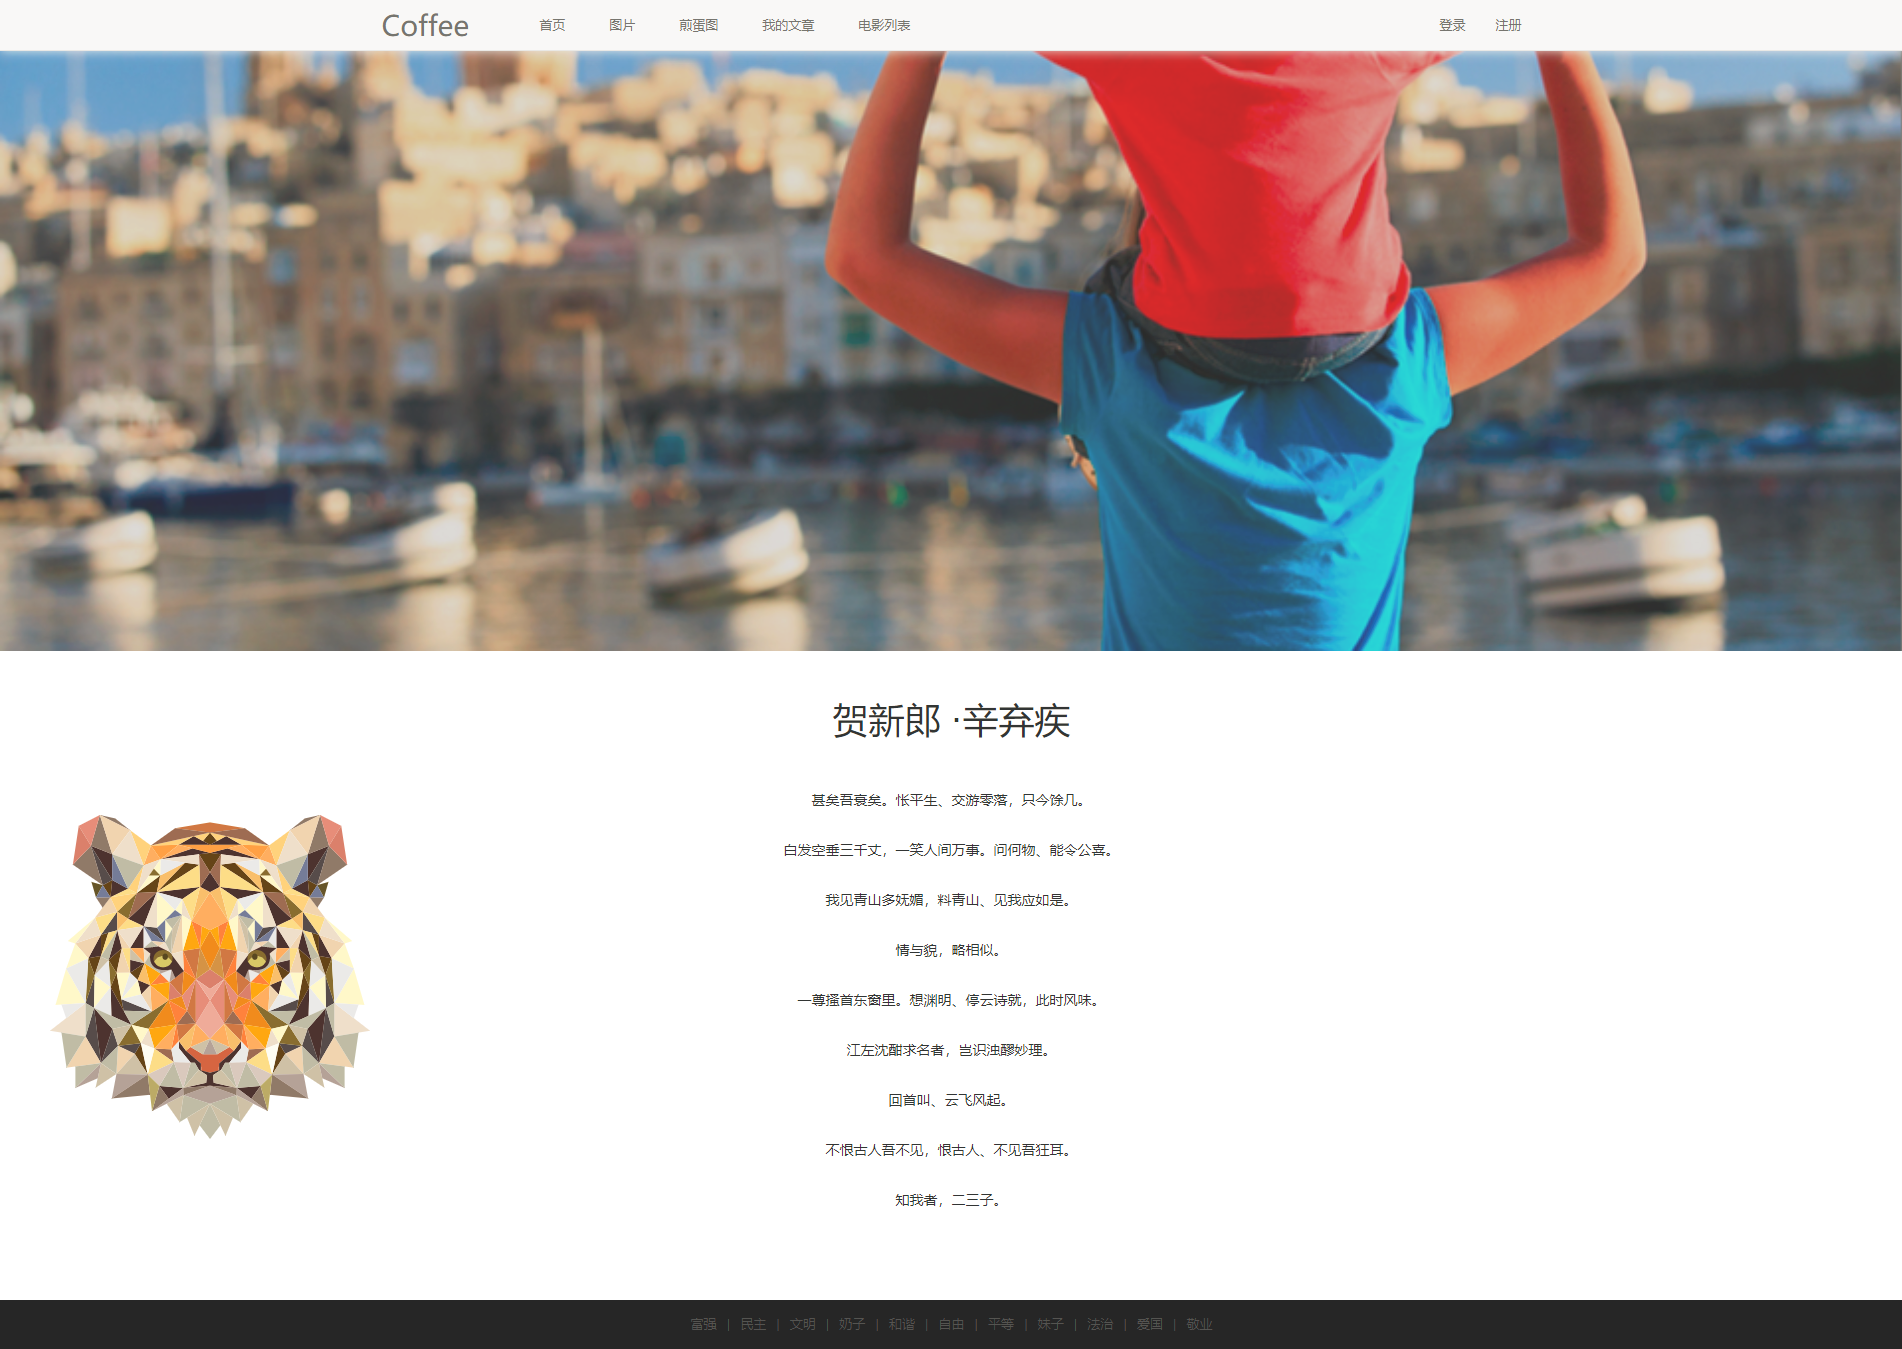 Coffee 首页 图片 煎蛋图 我的文章 电影列表 登录 注册
贺新郎 ·辛弃疾
甚矣吾衰矣。怅平生、交游零落，只今馀几。
白发空垂三千丈，一笑人间万事。问何物、能令公喜。
我见青山多妩媚，料青山、见我应如是。
情与貌，略相似。
一尊搔首东窗里。想渊明、停云诗就，此时风味。
江左沈酣求名者，岂识浊醪妙理。
回首叫、云飞风起。
不恨古人吾不见，恨古人、不见吾狂耳。
知我者，二三子。
富强 | 民主 | 文明 | 奶子 | 和谐 | 自由 | 平等 | 妹子 | 法治 | 爱国 | 敬业